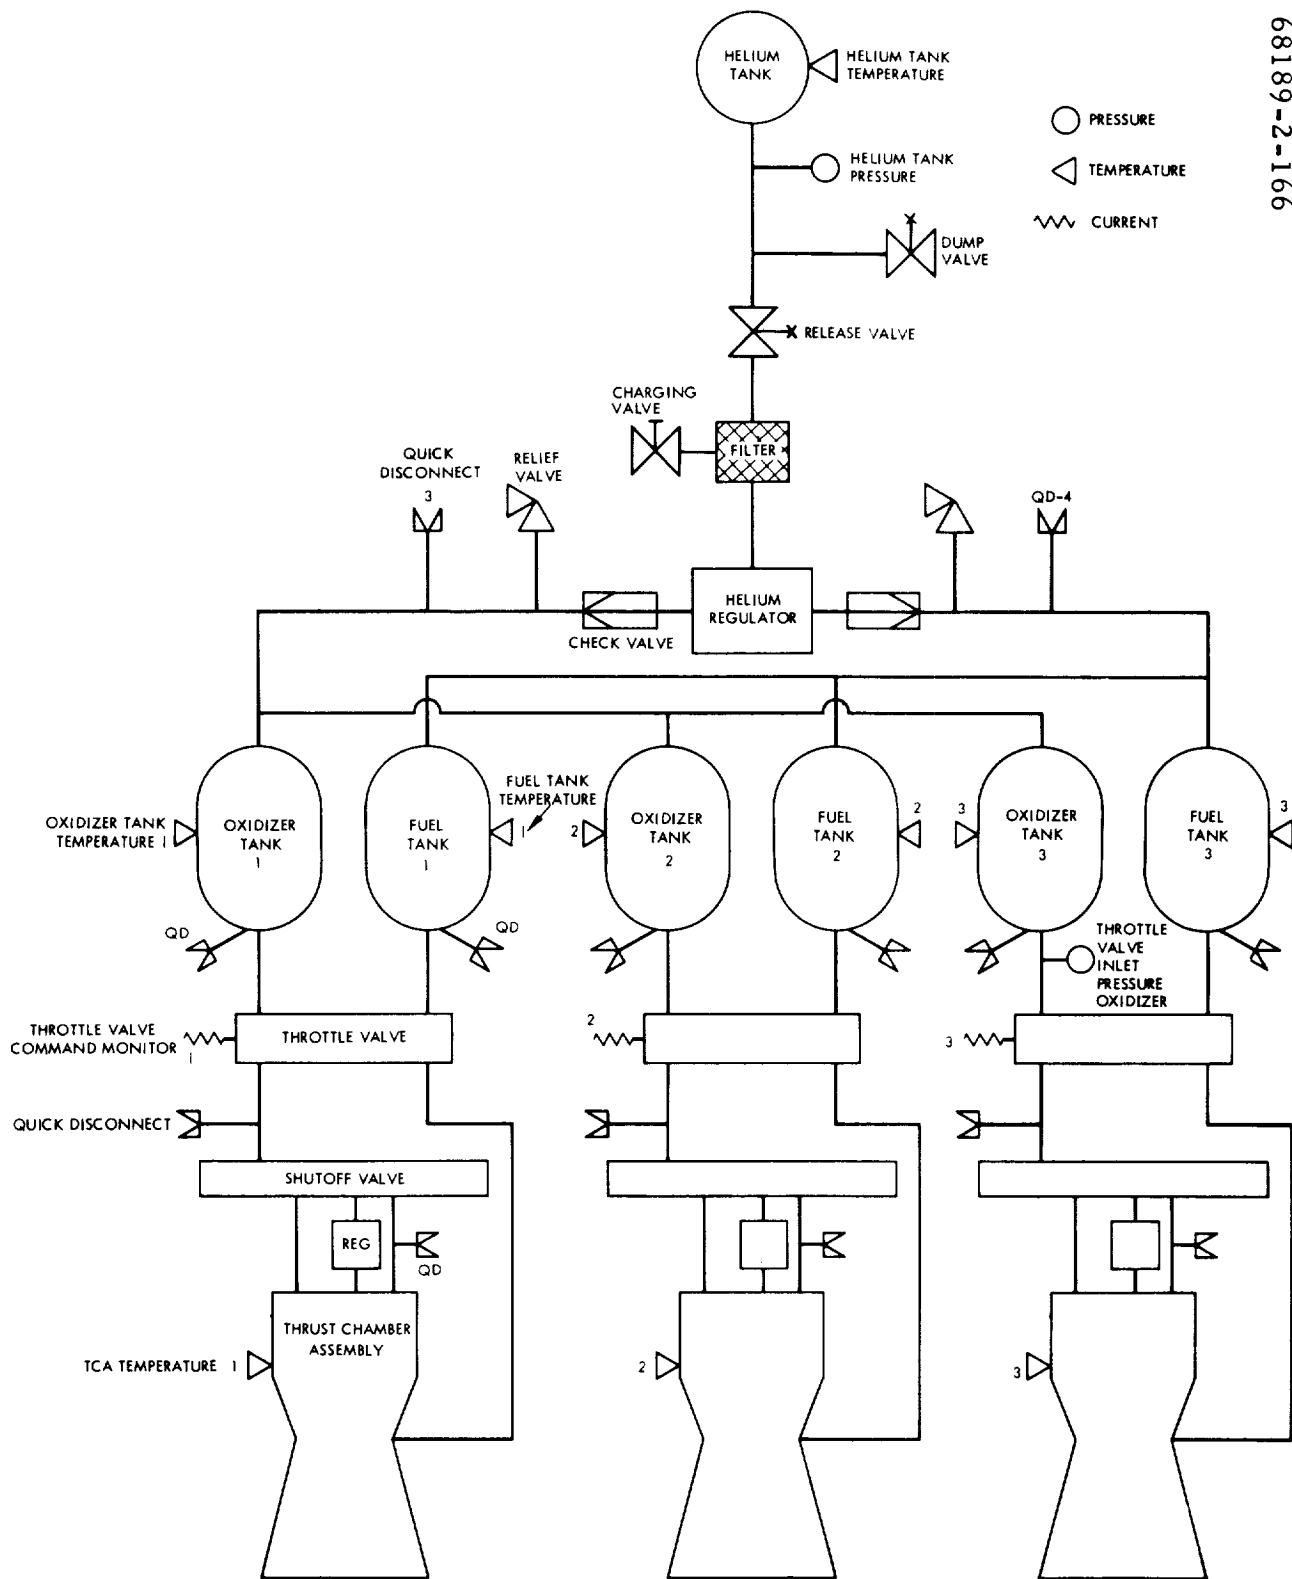 68189-2-166
HELIUM
TANK
HELIUM TANK
TEMPERATURE
PRESSURE
HELIUM TANK
PRESSURE
TEMPERATURE
CURRENT
DUMP
VALVE
RELEASE VALVE
CHARGING
VALVE
FILTER
QUICK
DISCONNECT
3
RELIEF
VALVE
QD-4
HELIUM
REGULATOR
CHECK VALVE
OXIDIZER TANK
TEMPERATURE 1
OXIDIZER
TANK
1
FUEL
TANK
1
FUEL TANK
TEMPERATURE
1
2
OXIDIZER
TANK
2
FUEL
TANK
2
2
3
OXIDIZER
TANK
3
FUEL
TANK
3
3
QD
QD
THROTTLE
VALVE
INLET
PRESSURE
OXIDIZER
THROTTLE VALVE
COMMAND MONITOR
1
THROTTLE VALVE
2
3
QUICK DISCONNECT
SHUTOFF VALVE
REG
QD
THRUST CHAMBER
ASSEMBLY
TCA TEMPERATURE 1
2
3